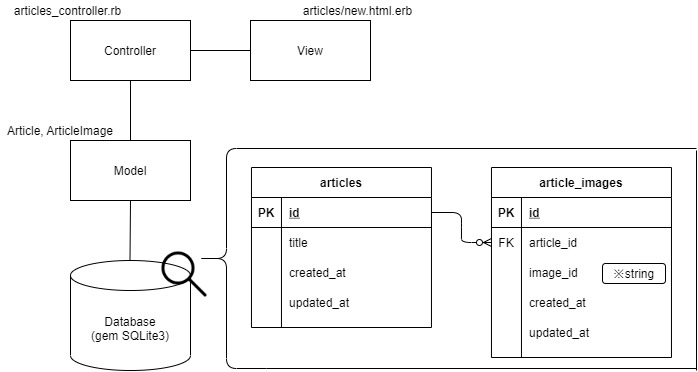 articles_controller.rb
articles/new.html.erb
Controller
View
Article, ArticleImage
Model
Database
(gem SQLite3)
articles
PK id
title
created_at
updated_at
article_images
PK id
FK article_id
image_id ※string
created_at
updated_at